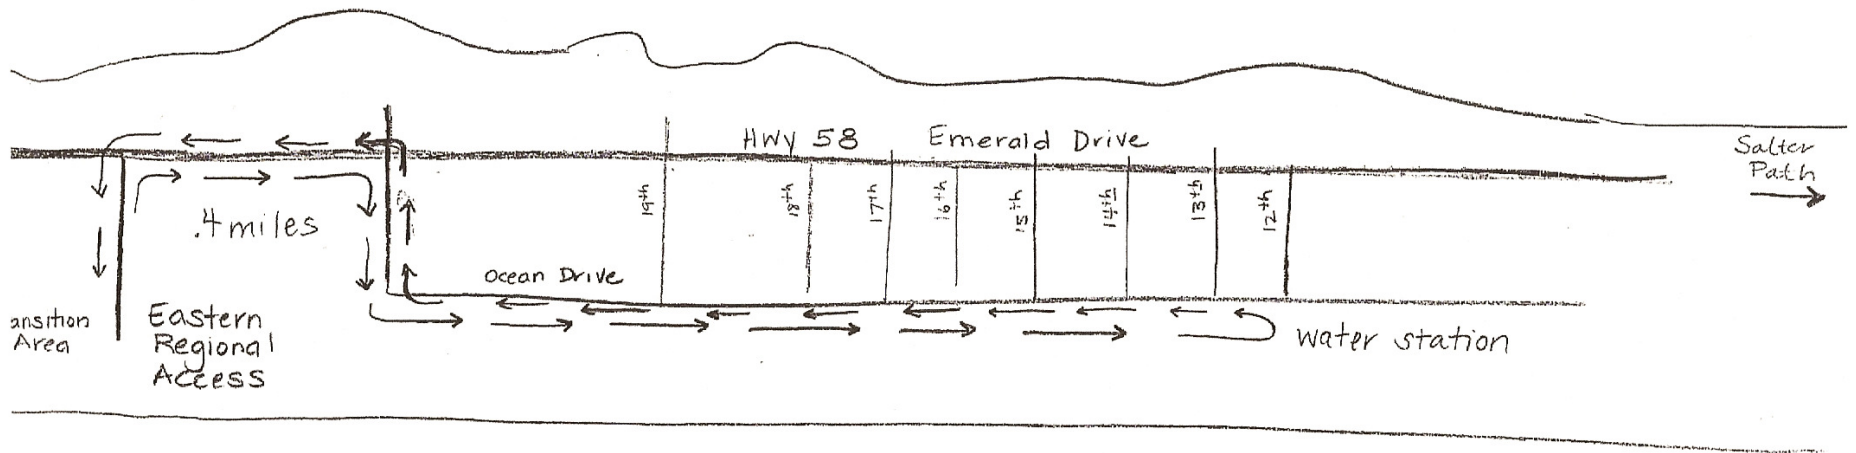 HWY 58 Emerald Drive
Salter
Path
19th
18th
17th
16th
15th
14th
13th
12th
.4 miles
Ocean Drive
ansition
Area
Eastern
Regional
Access
water station